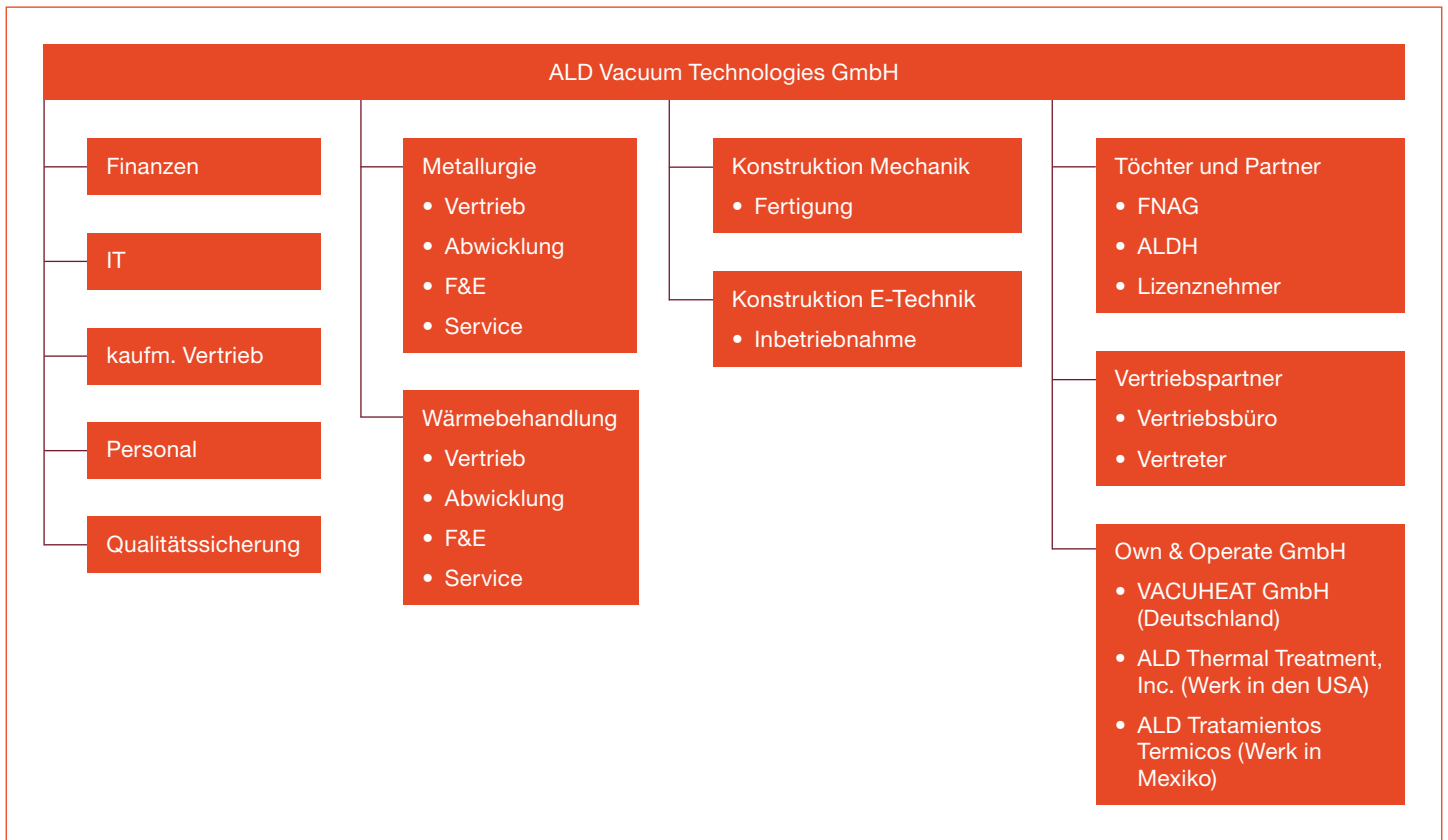 ALD Vacuum Technologies GmbH
Finanzen
IT
kaufm. Vertrieb
Personal
Qualitätssicherung
Metallurgie
• Vertrieb
• Abwicklung
• F&E
• Service
Wärmebehandlung
• Vertrieb
• Abwicklung
• F&E
• Service
Konstruktion Mechanik
• Fertigung
Konstruktion E-Technik
• Inbetriebnahme
Töchter und Partner
• FNAG
• ALDH
• Lizenznehmer
Vertriebspartner
• Vertriebsbüro
• Vertreter
Own & Operate GmbH
• VACUHEAT GmbH
(Deutschland)
• ALD Thermal Treatment,
Inc. (Werk in den USA)
• ALD Tratamientos
Termicos (Werk in
Mexiko)